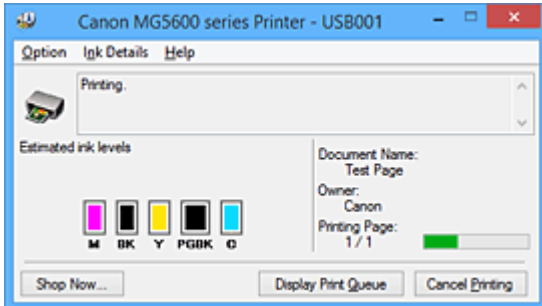 Canon MG5600 series Printer - USB001
Option Ink Details Help
Printing.
Estimated ink levels
Document Name:
Test Page
Owner:
Canon
Printing Page:
1 / 1
M BK Y PGBK C
Shop Now... Display Print Queue Cancel Printing